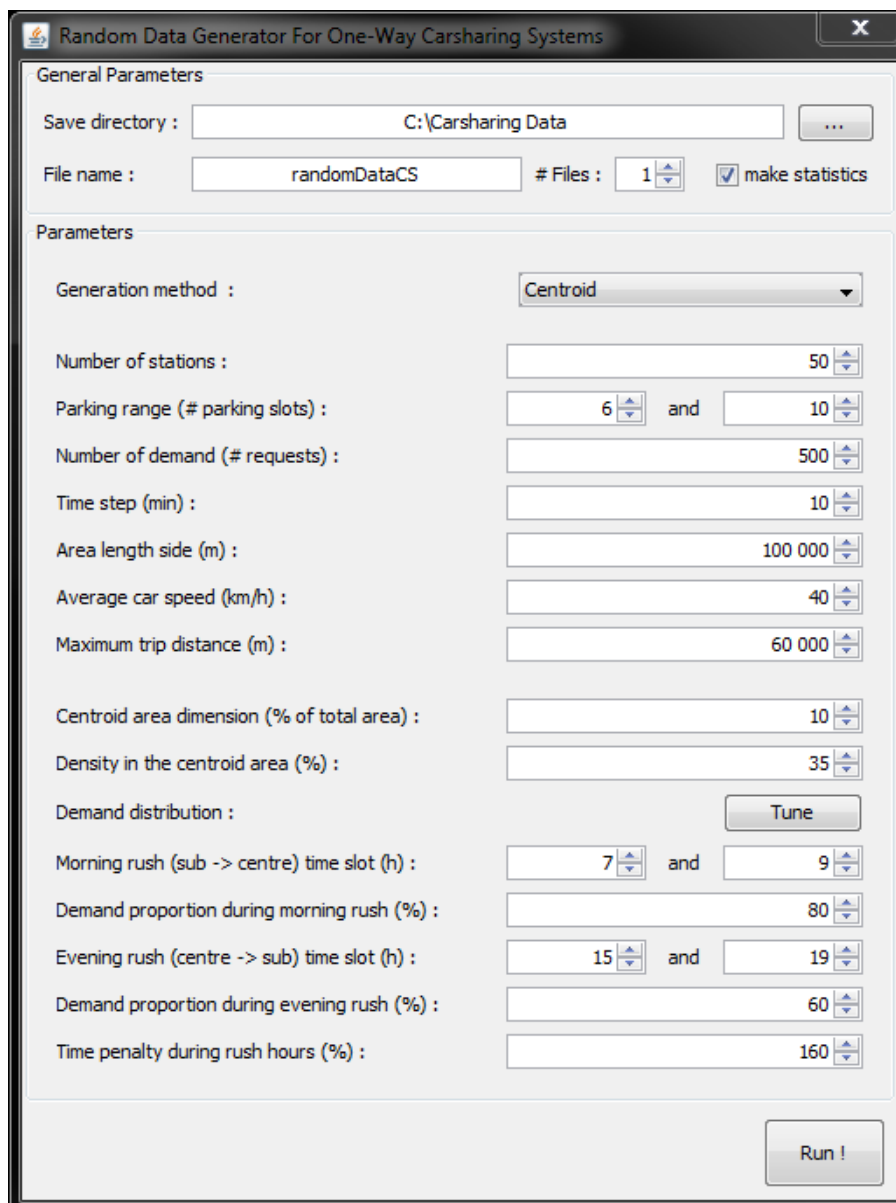 Random Data Generator For One-Way Carsharing Systems
General Parameters
Save directory : C:\Carsharing Data ...
File name : randomDataCS # Files : 1 make statistics
Parameters
Generation method : Centroid
Number of stations : 50
Parking range (# parking slots) : 6 and 10
Number of demand (# requests) : 500
Time step (min) : 10
Area length side (m) : 100 000
Average car speed (km/h) : 40
Maximum trip distance (m) : 60 000
Centroid area dimension (% of total area) : 10
Density in the centroid area (%) : 35
Demand distribution : Tune
Morning rush (sub -> centre) time slot (h) : 7 and 9
Demand proportion during morning rush (%) : 80
Evening rush (centre -> sub) time slot (h) : 15 and 19
Demand proportion during evening rush (%) : 60
Time penalty during rush hours (%) : 160
Run !